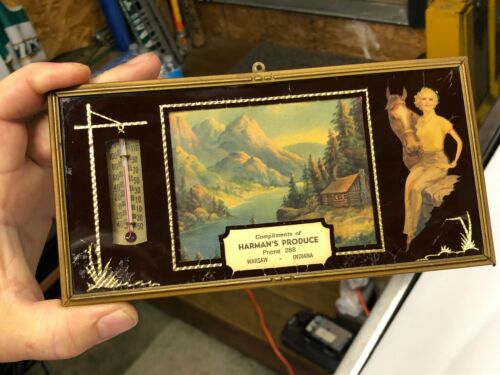 Compliments of
HARMAN'S PRODUCE
Phone 288
WARSAW - INDIANA